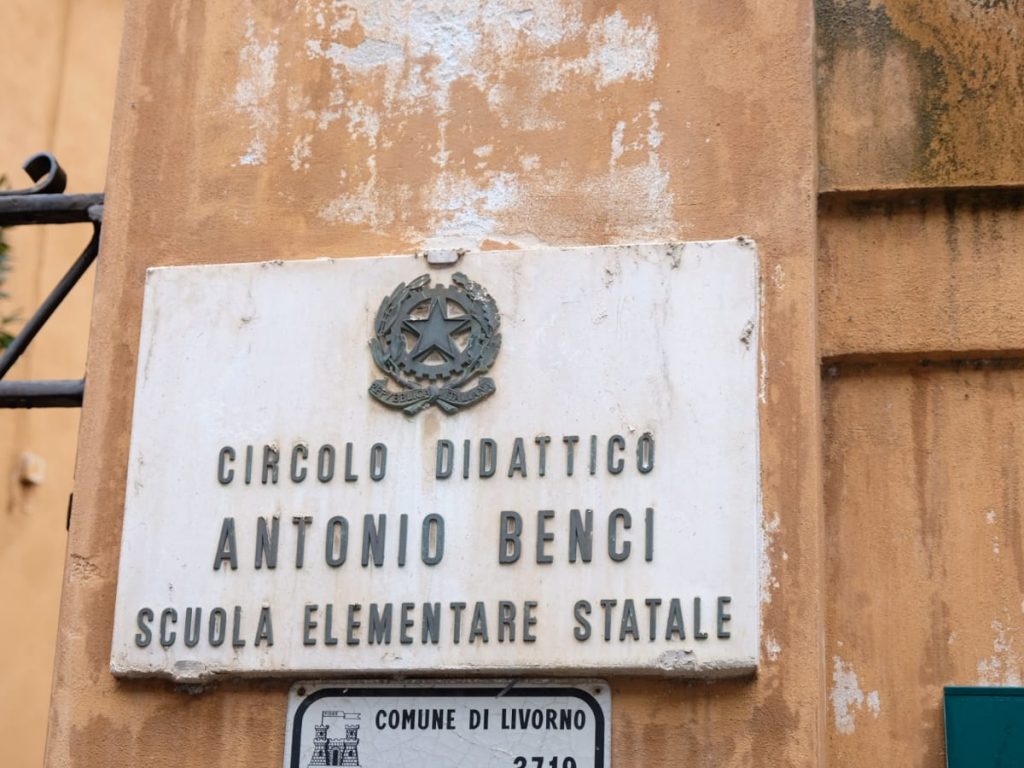 REPVBBLICA ITALIANA
CIRCOLO DIDATTICO
ANTONIO BENCI
SCUOLA ELEMENTARE STATALE
COMUNE DI LIVORNO